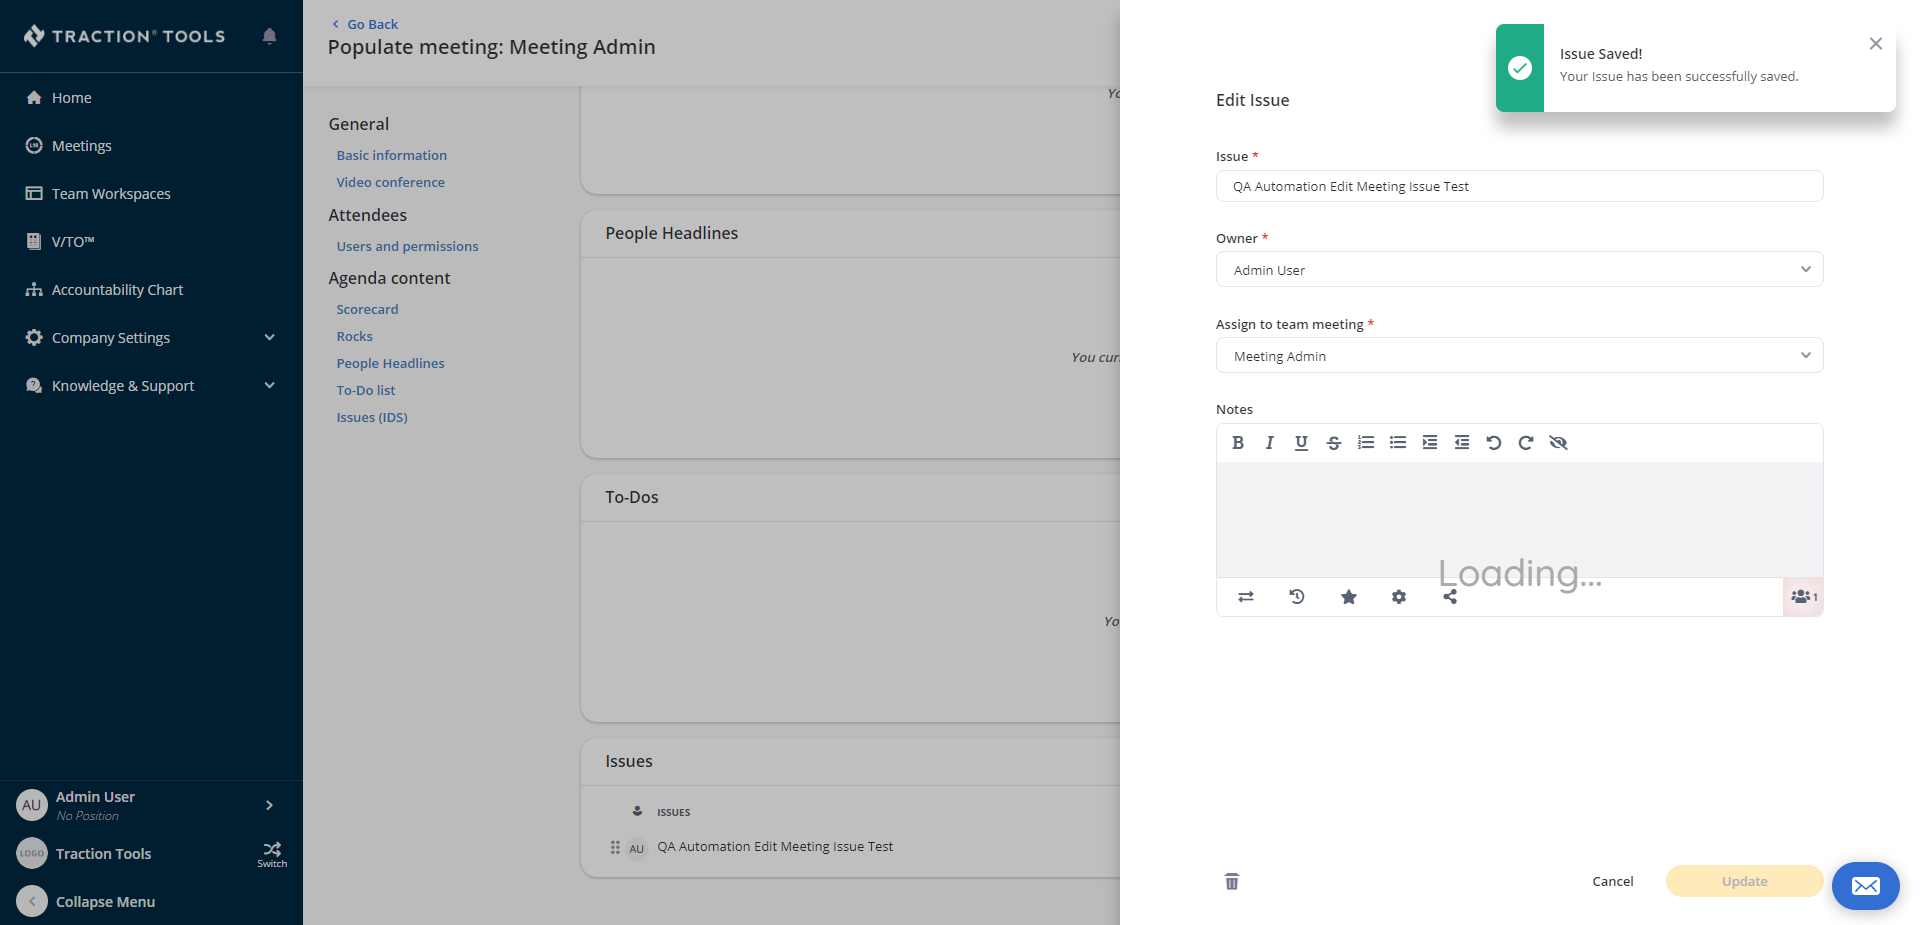 TRACTION® TOOLS
Home
Meetings
Team Workspaces
V/TO™
Accountability Chart
Company Settings
Knowledge & Support
AU
Admin User
No Position
LOGO
Traction Tools
Switch
Collapse Menu
Go Back
Populate meeting: Meeting Admin
General
Basic information
Video conference
Attendees
Users and permissions
Agenda content
Scorecard
Rocks
People Headlines
To-Do list
Issues (IDS)
People Headlines
You
To-Dos
Issues
ISSUES
AU
QA Automation Edit Meeting Issue Test
Issue Saved!
Your Issue has been successfully saved.
Edit Issue
Issue *
QA Automation Edit Meeting Issue Test
Owner *
Admin User
Assign to team meeting *
Meeting Admin
Notes
B I U S
Loading...
1
Cancel
Update